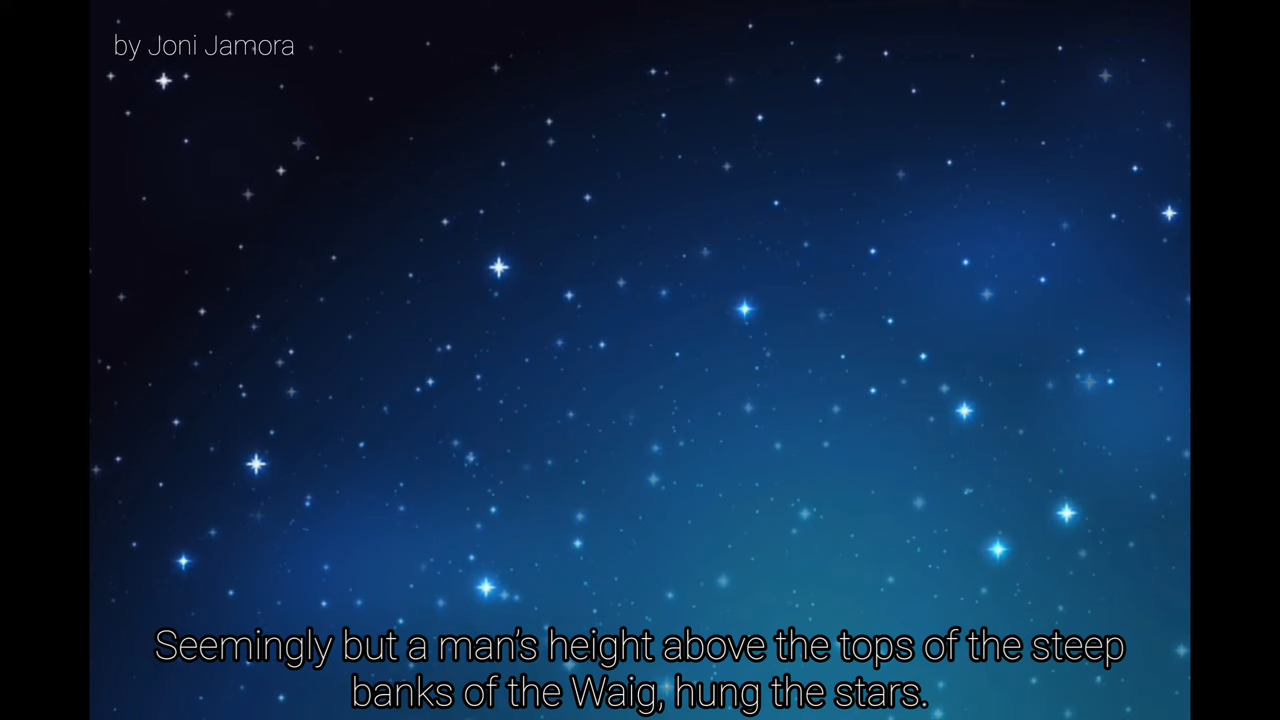 by Joni Jamora
Seemingly but a man's height above the tops of the steep
banks of the Waig, hung the stars.